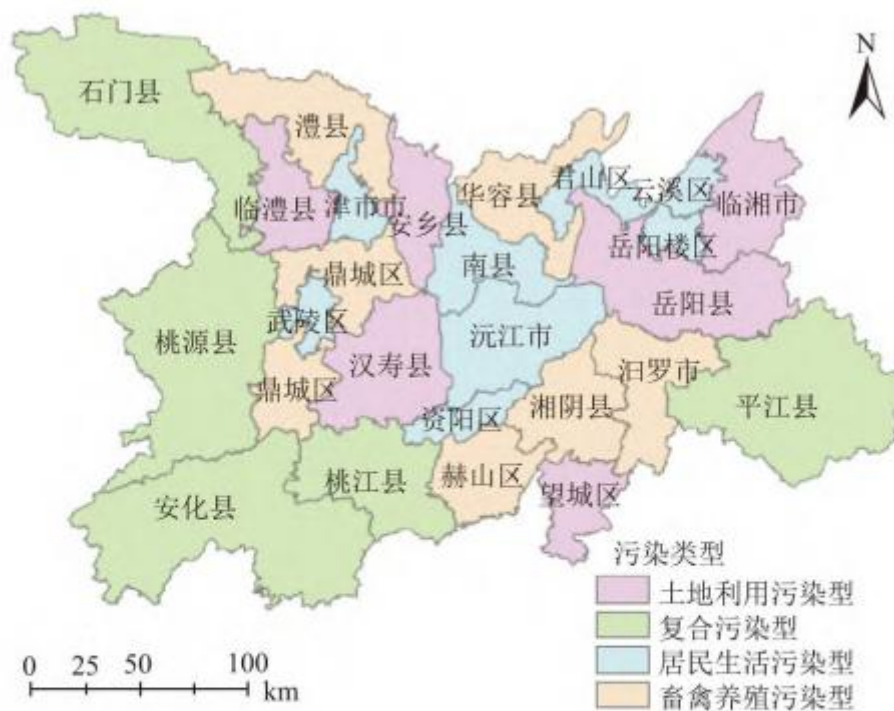 N
石门县
澧县
临澧县
津市市
安乡县
华容县
君山区
云溪区
临湘市
岳阳楼区
岳阳县
南县
鼎城区
武陵区
桃源县
汉寿县
沅江市
鼎城区
汨罗市
湘阴县
平江县
资阳区
赫山区
桃江县
安化县
望城区
污染类型
土地利用污染型
复合污染型
居民生活污染型
畜禽养殖污染型
0 25 50 100
km